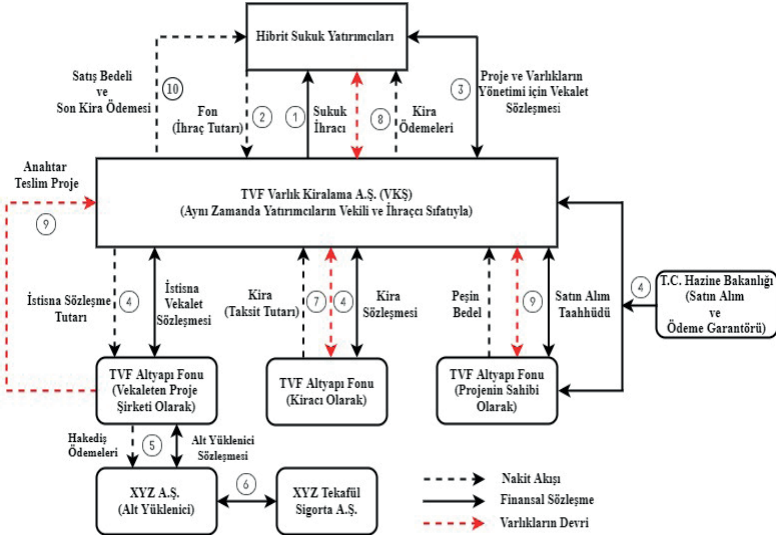 Hibrit Sukuk Yatırımcıları
Satış Bedeli
ve
Son Kira Ödemesi
10
Fon
(İhraç Tutarı)
2
1
Sukuk
İhracı
8
Kira
Ödemeleri
3
Proje ve Varlıkların
Yönetimi için Vekalet
Sözleşmesi
Anahtar
Teslim Proje
9
TVF Varlık Kiralama A.Ş. (VKŞ)
(Aynı Zamanda Yatırımcıların Vekili ve İhraçcı Sıfatıyla)
İstisna Sözleşme
Tutarı
4
İstisna
Vekalet
Sözleşmesi
Kira
(Taksit Tutarı)
7
4
Kira
Sözleşmesi
Peşin
Bedel
9
Satın Alım
Taahhüdü
4
T.C. Hazine Bakanlığı
(Satın Alım
ve
Ödeme Garantörü)
TVF Altyapı Fonu
(Vekaleten Proje
Şirketi Olarak)
TVF Altyapı Fonu
(Kiracı Olarak)
TVF Altyapı Fonu
(Projenin Sahibi
Olarak)
Hakediş
Ödemeleri
5
Alt Yüklenici
Sözleşmesi
XYZ A.Ş.
(Alt Yüklenici)
6
XYZ Tekafül
Sigorta A.Ş.
Nakit Akışı
Finansal Sözleşme
Varlıkların Devri